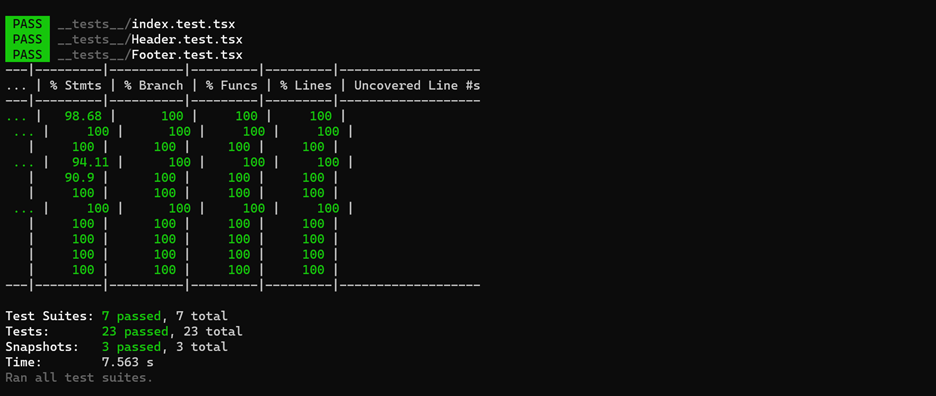 PASS __tests__/index.test.tsx
PASS __tests__/Header.test.tsx
PASS __tests__/Footer.test.tsx
---|---------|----------|---------|---------|-------------------
... | % Stmts | % Branch | % Funcs | % Lines | Uncovered Line #s
---|---------|----------|---------|---------|-------------------
... | 98.68 | 100 | 100 | 100 |
... | 100 | 100 | 100 | 100 |
| 100 | 100 | 100 | 100 |
... | 94.11 | 100 | 100 | 100 |
| 90.9 | 100 | 100 | 100 |
| 100 | 100 | 100 | 100 |
... | 100 | 100 | 100 | 100 |
| 100 | 100 | 100 | 100 |
| 100 | 100 | 100 | 100 |
| 100 | 100 | 100 | 100 |
| 100 | 100 | 100 | 100 |
---|---------|----------|---------|---------|-------------------
Test Suites: 7 passed, 7 total
Tests: 23 passed, 23 total
Snapshots: 3 passed, 3 total
Time: 7.563 s
Ran all test suites.